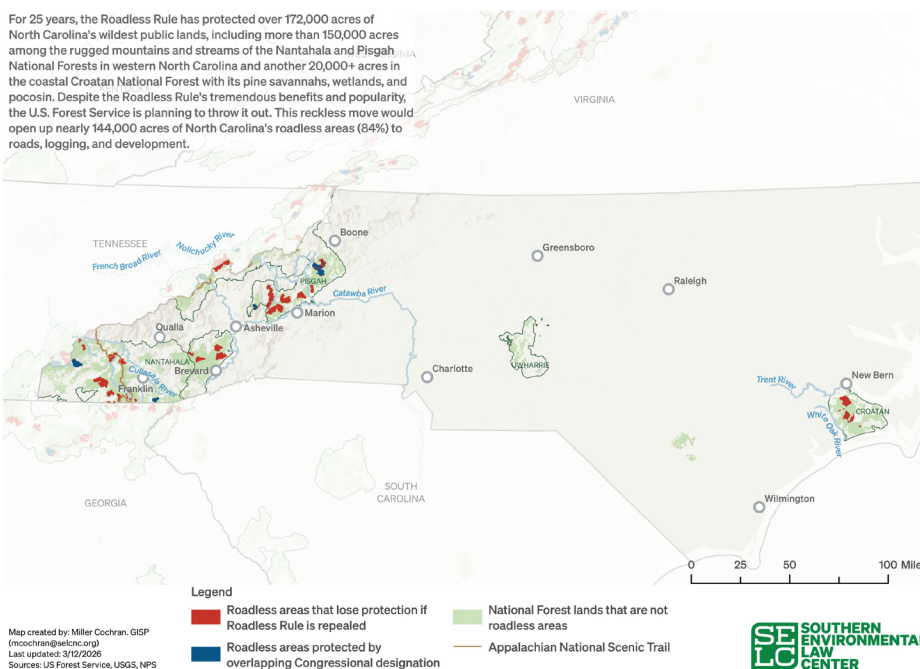 For 25 years, the Roadless Rule has protected over 172,000 acres of
North Carolina's wildest public lands, including more than 150,000 acres
among the rugged mountains and streams of the Nantahala and Pisgah
National Forests in western North Carolina and another 20,000+ acres in
the coastal Croatan National Forest with its pine savannahs, wetlands, and
pocosin. Despite the Roadless Rule's tremendous benefits and popularity,
the U.S. Forest Service is planning to throw it out. This reckless move would
open up nearly 144,000 acres of North Carolina's roadless areas (84%) to
roads, logging, and development.
VIRGINIA
TENNESSEE
Nolichucky River
French Broad River
Boone
Greensboro
PISGAH
Raleigh
Catawba River
Marion
Qualla
Asheville
NANTAHALA
Brevard
Cullasaja River
Franklin
UWHARRIE
Charlotte
New Bern
Trent River
CROATAN
White Oak River
SOUTH
CAROLINA
GEORGIA
Wilmington
0 25 50 100 Mile
Legend
Roadless areas that lose protection if
Roadless Rule is repealed
National Forest lands that are not
roadless areas
Roadless areas protected by
overlapping Congressional designation
Appalachian National Scenic Trail
Map created by: Miller Cochran. GISP
(mcochran@selcnc.org)
Last updated: 3/12/2026
Sources: US Forest Service, USGS, NPS
SELC
SOUTHERN
ENVIRONMENTAL
LAW
CENTER